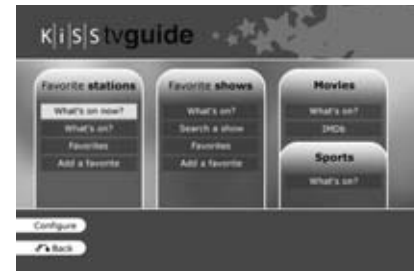 K|i|S|S tvguide
Favorite stations
What's on now?
What's on?
Favorites
Add a favorite
Favorite shows
What's on?
Search a show
Favorites
Add a favorite
Movies
What's on?
IMDb
Sports
What's on?
Configure
Back